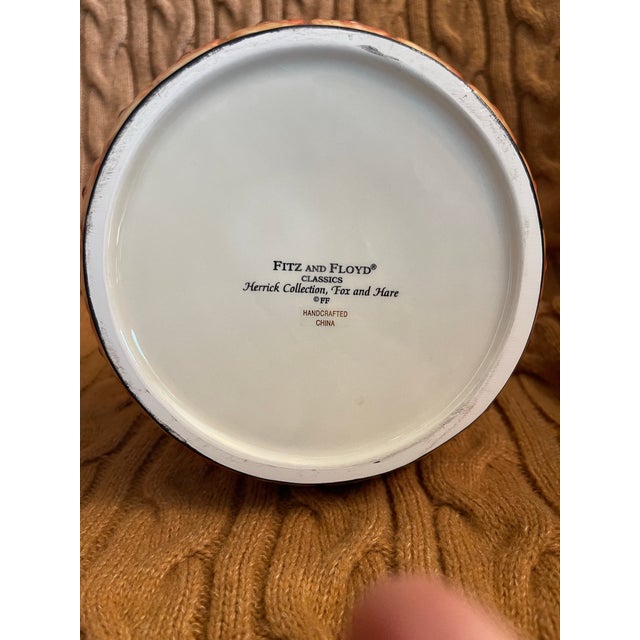 FITZ AND FLOYD®
CLASSICS
Herrick Collection, Fox and Hare
©FF
HANDCRAFTED
CHINA